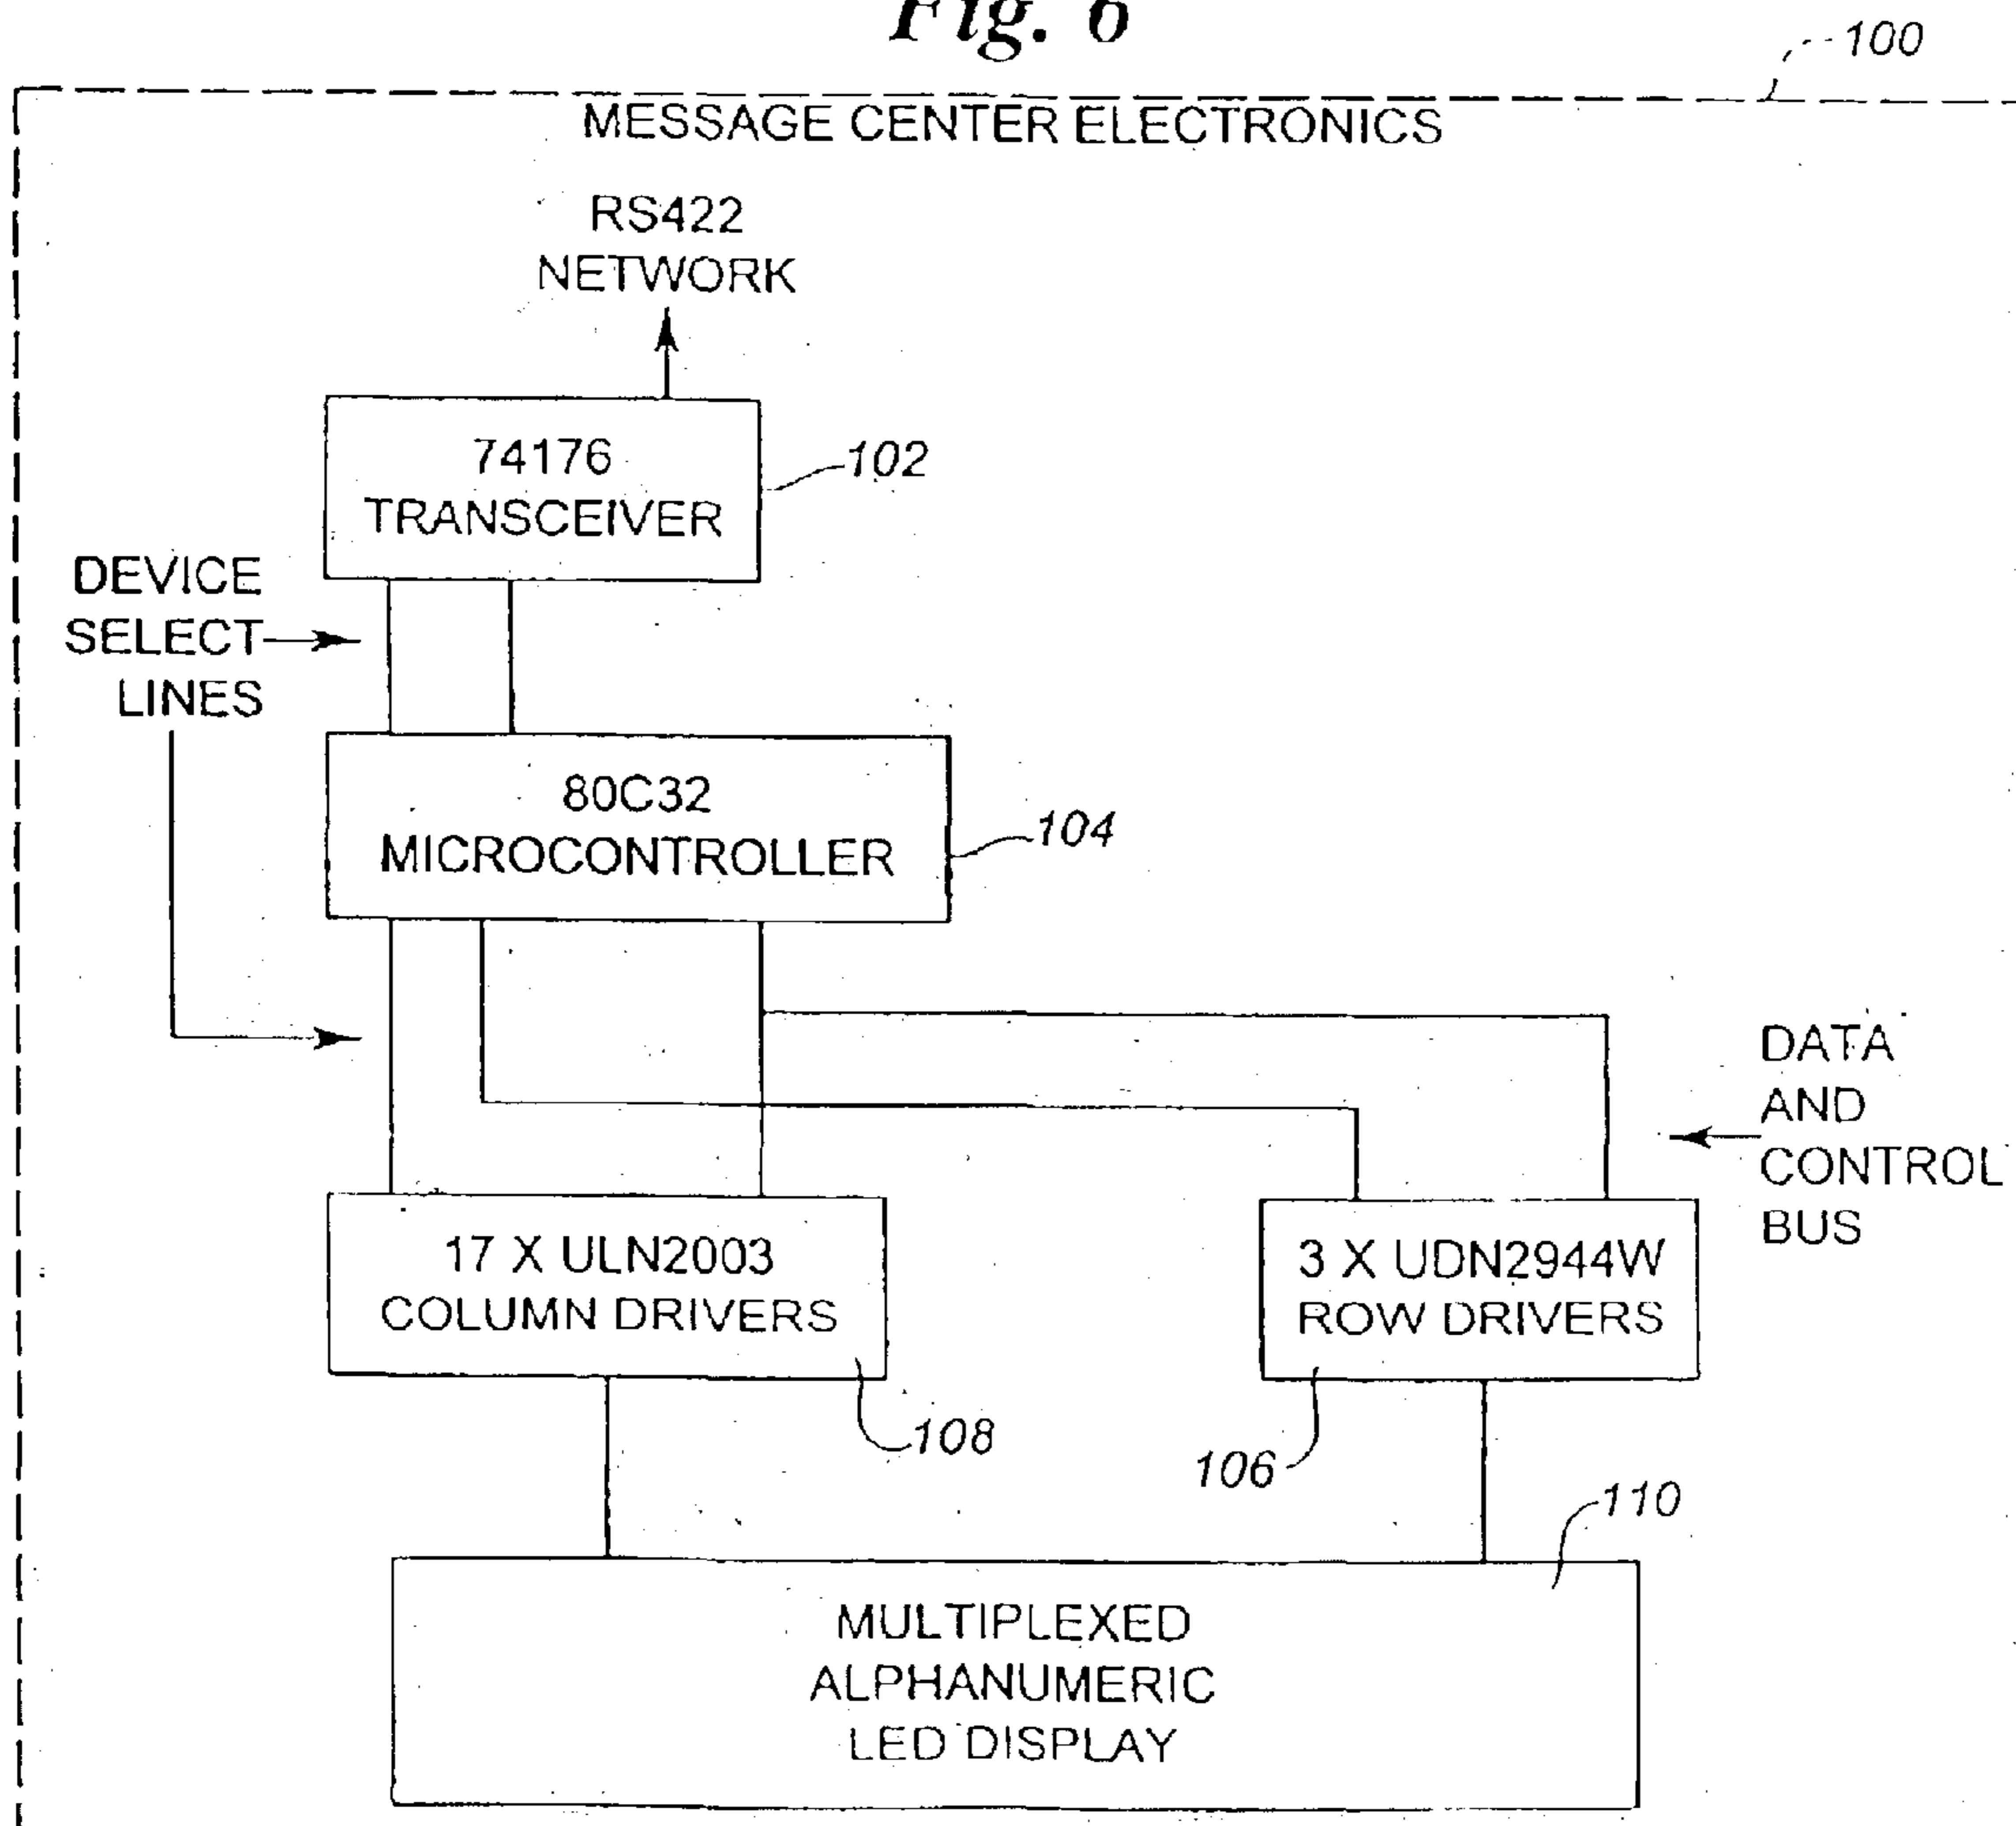 Fig. 6
100
MESSAGE CENTER ELECTRONICS
RS422
NETWORK
74176
TRANSCEIVER
102
DEVICE
SELECT
LINES
80C32
MICROCONTROLLER
104
DATA
AND
CONTROL
BUS
17 X ULN2003
COLUMN DRIVERS
108
3 X UDN2944W
ROW DRIVERS
106
110
MULTIPLEXED
ALPHANUMERIC
LED DISPLAY